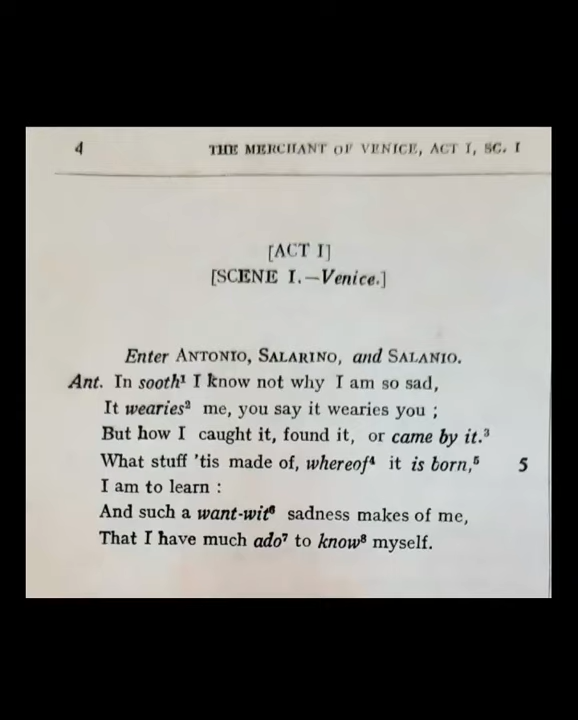 4 THE MERCHANT OF VENICE, ACT I, SC. I
[ACT I]
[SCENE I.—Venice.]
Enter ANTONIO, SALARINO, and SALANIO.
Ant. In sooth¹ I know not why I am so sad,
It wearies² me, you say it wearies you ;
But how I caught it, found it, or came by it.³
What stuff 'tis made of, whereof⁴ it is born,⁵ 5
I am to learn :
And such a want-wit⁶ sadness makes of me,
That I have much ado⁷ to know⁸ myself.